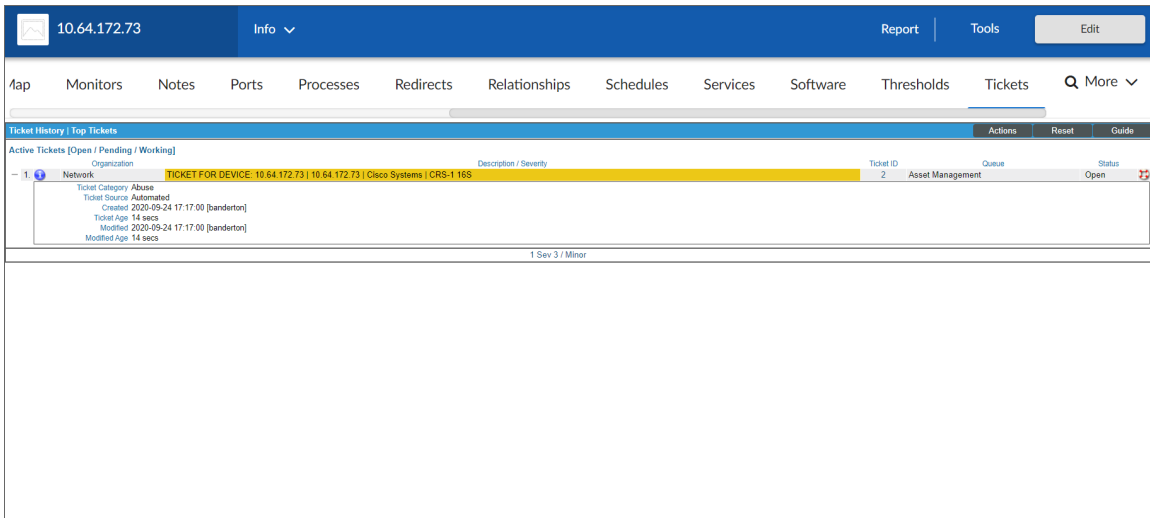 10.64.172.73 Info Report Tools Edit
Monitors Notes Ports Processes Redirects Relationships Schedules Services Software Thresholds Tickets More
Ticket History | Top Tickets Actions Reset Guide
Active Tickets [Open / Pending / Working]
Organization Description / Severity Ticket ID Queue Status
1. Network TICKET FOR DEVICE: 10.64.172.73 | 10.64.172.73 | Cisco Systems | CRS-1 16S 2 Asset Management Open
Ticket Category Abuse
Ticket Source Automated
Created 2020-09-24 17:17:00 [banderton]
Ticket Age 14 secs
Modified 2020-09-24 17:17:00 [banderton]
Modified Age 14 secs
1 Sev 3 / Minor